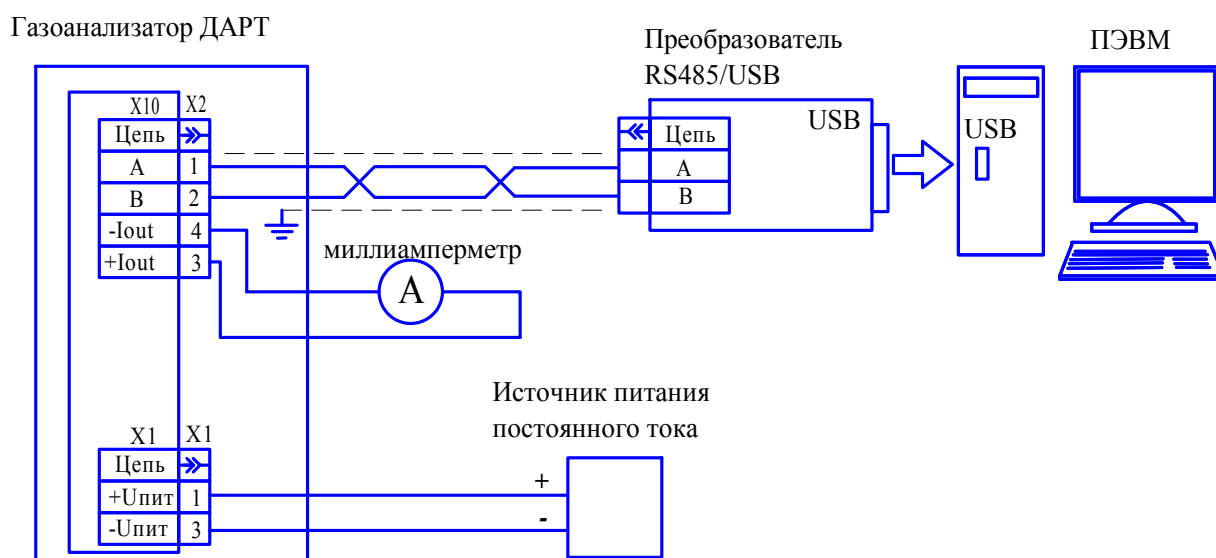 Газоанализатор ДАРТ
Преобразователь
RS485/USB
ПЭВМ
X10 X2
Цепь
A 1
B 2
-Iout 4
+Iout 3
USB
Цепь
A
B
USB
миллиамперметр
A
Источник питания
постоянного тока
X1 X1
Цепь
+Uпит 1
-Uпит 3
+
-